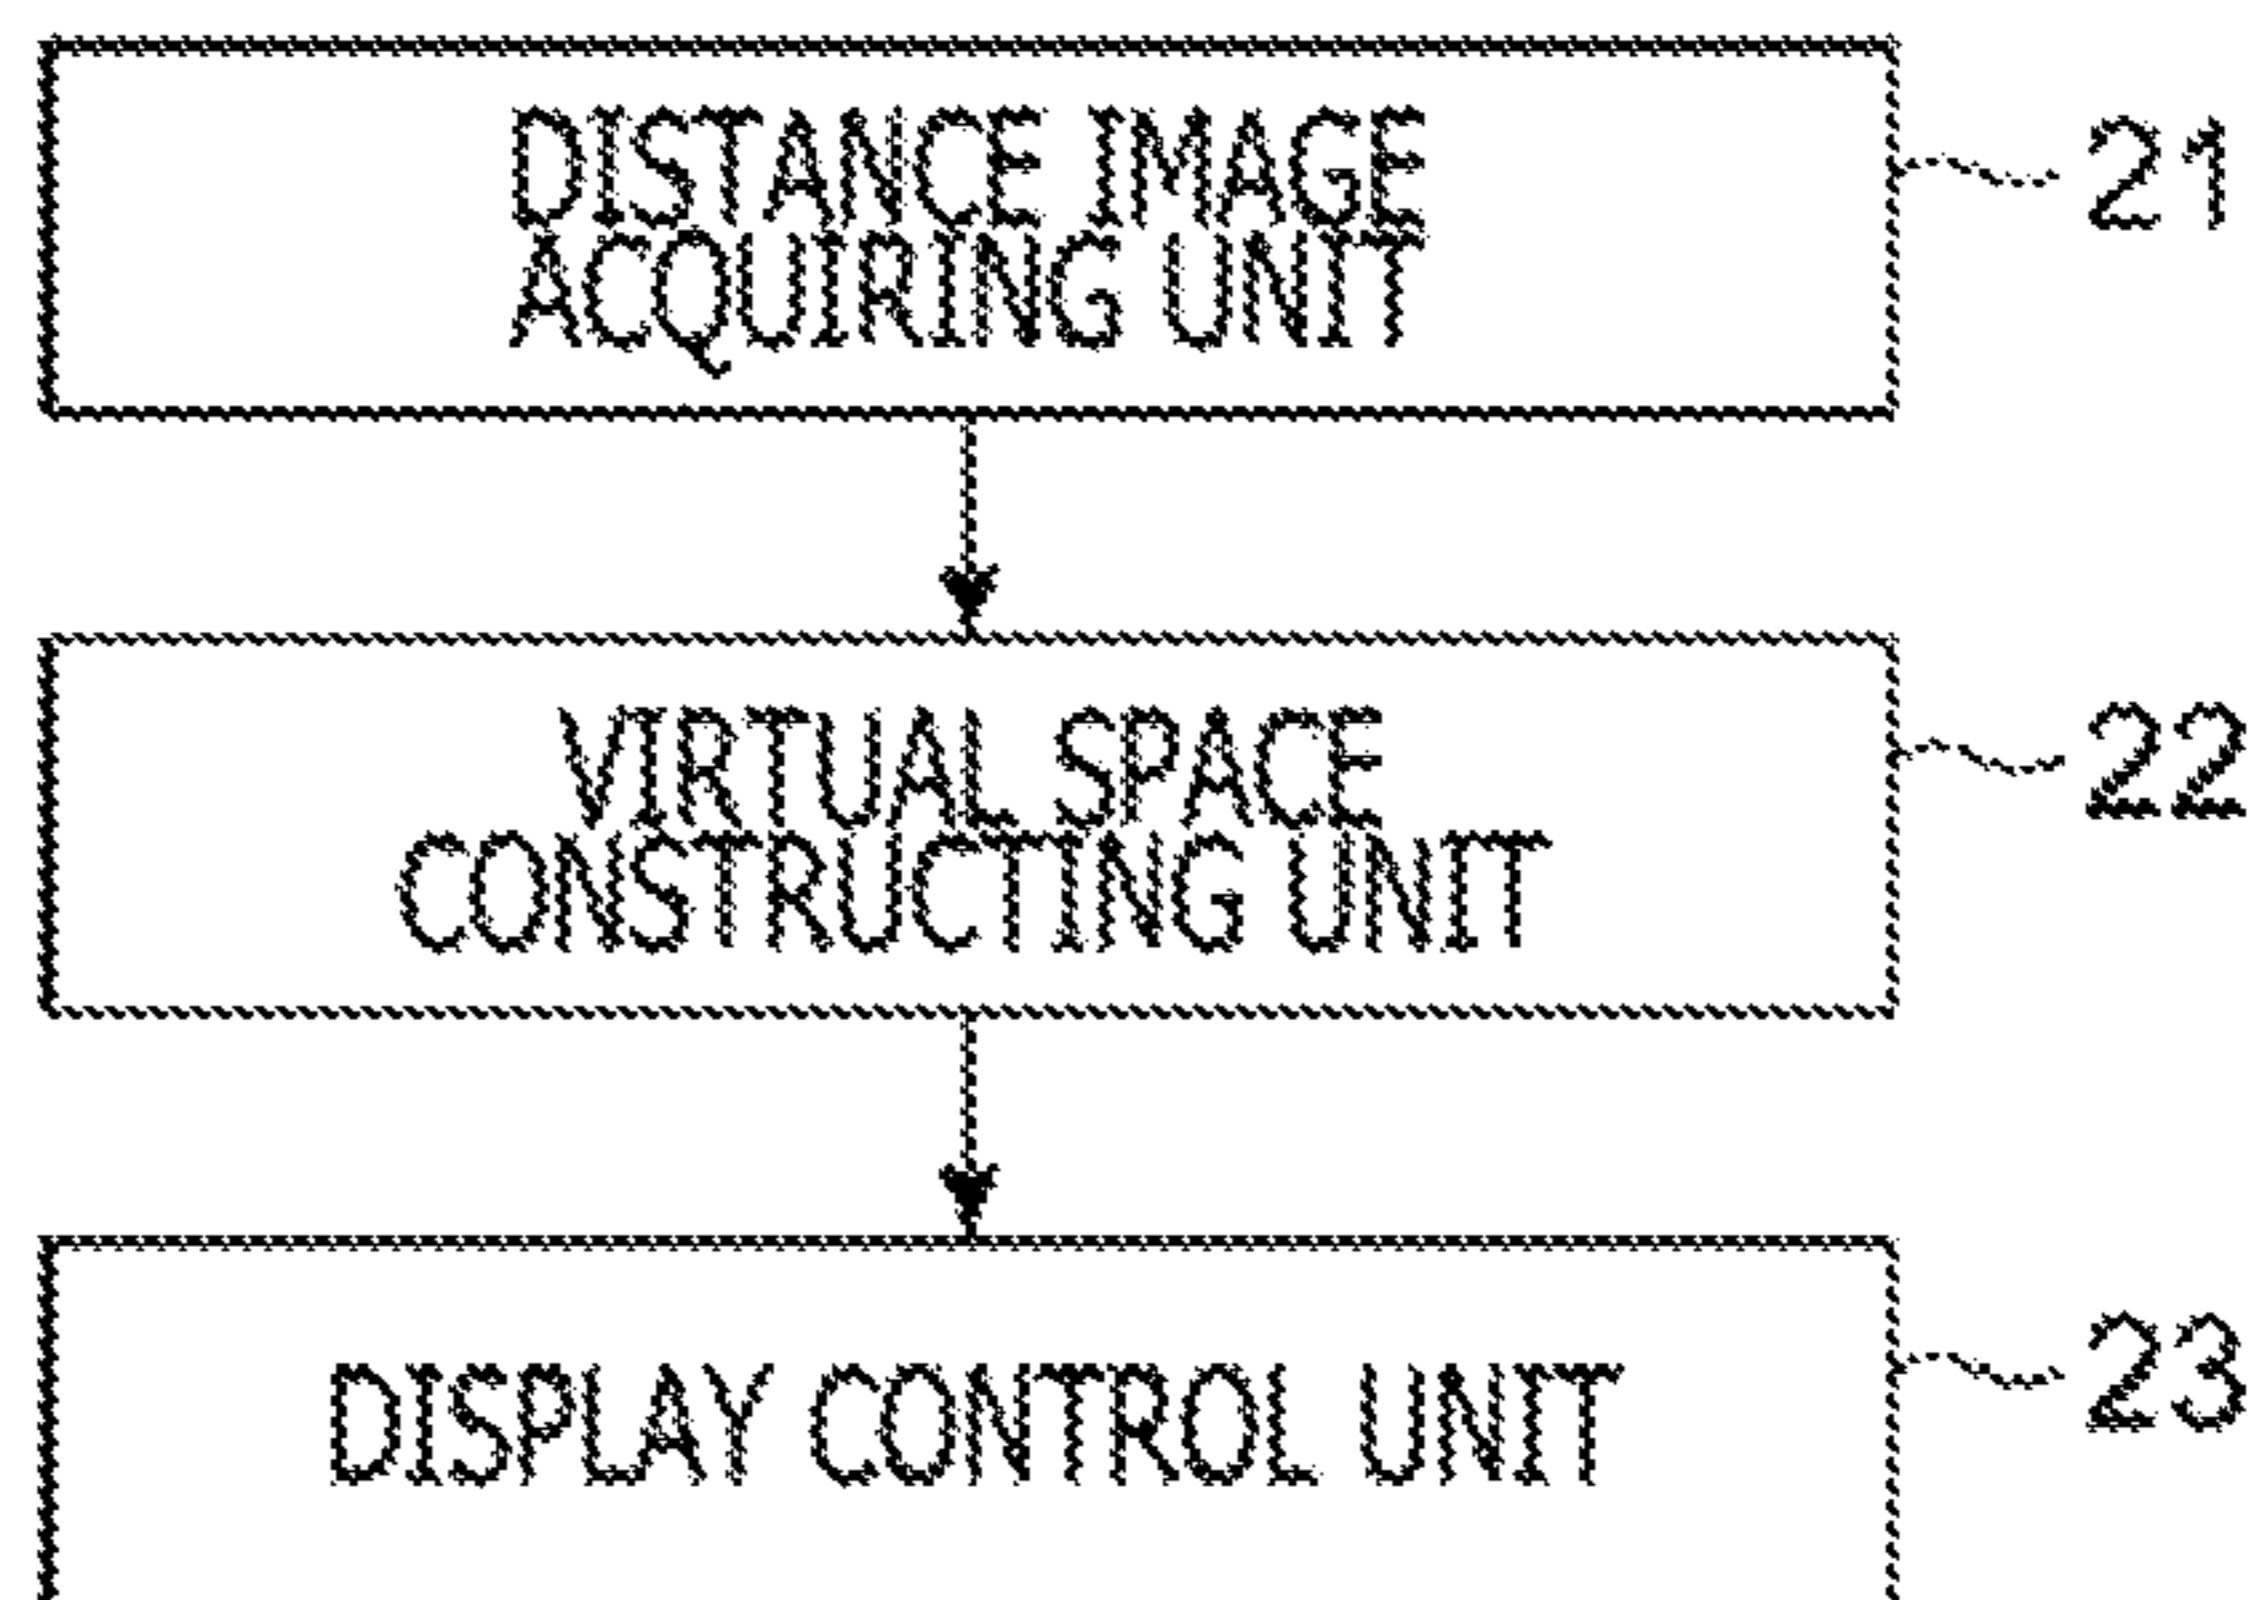 DISTANCE IMAGE
ACQUIRING UNIT
21
VIRTUAL SPACE
CONSTRUCTING UNIT
22
DISPLAY CONTROL UNIT
23